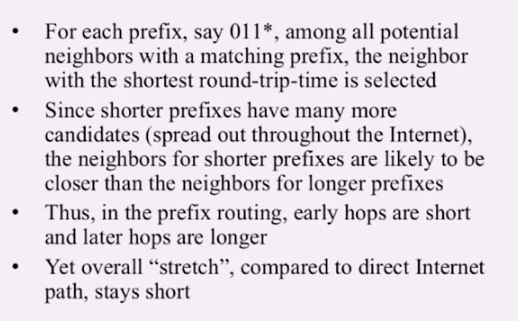 • For each prefix, say 011*, among all potential
neighbors with a matching prefix, the neighbor
with the shortest round-trip-time is selected
• Since shorter prefixes have many more
candidates (spread out throughout the Internet),
the neighbors for shorter prefixes are likely to be
closer than the neighbors for longer prefixes
• Thus, in the prefix routing, early hops are short
and later hops are longer
• Yet overall “stretch”, compared to direct Internet
path, stays short